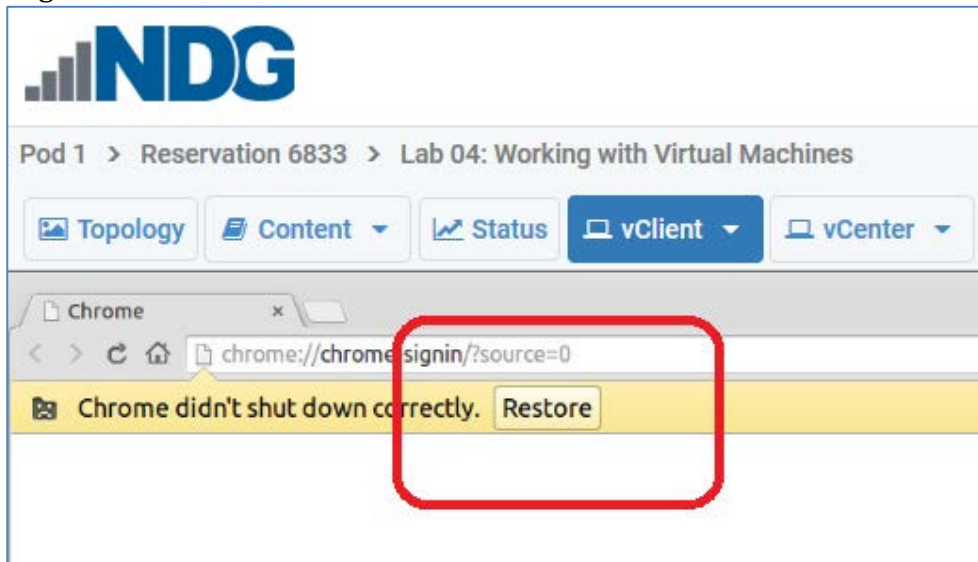 NDG
Pod 1 > Reservation 6833 > Lab 04: Working with Virtual Machines
Topology Content Status vClient vCenter
Chrome ×
chrome://chrome-signin/?source=0
Chrome didn't shut down correctly. Restore